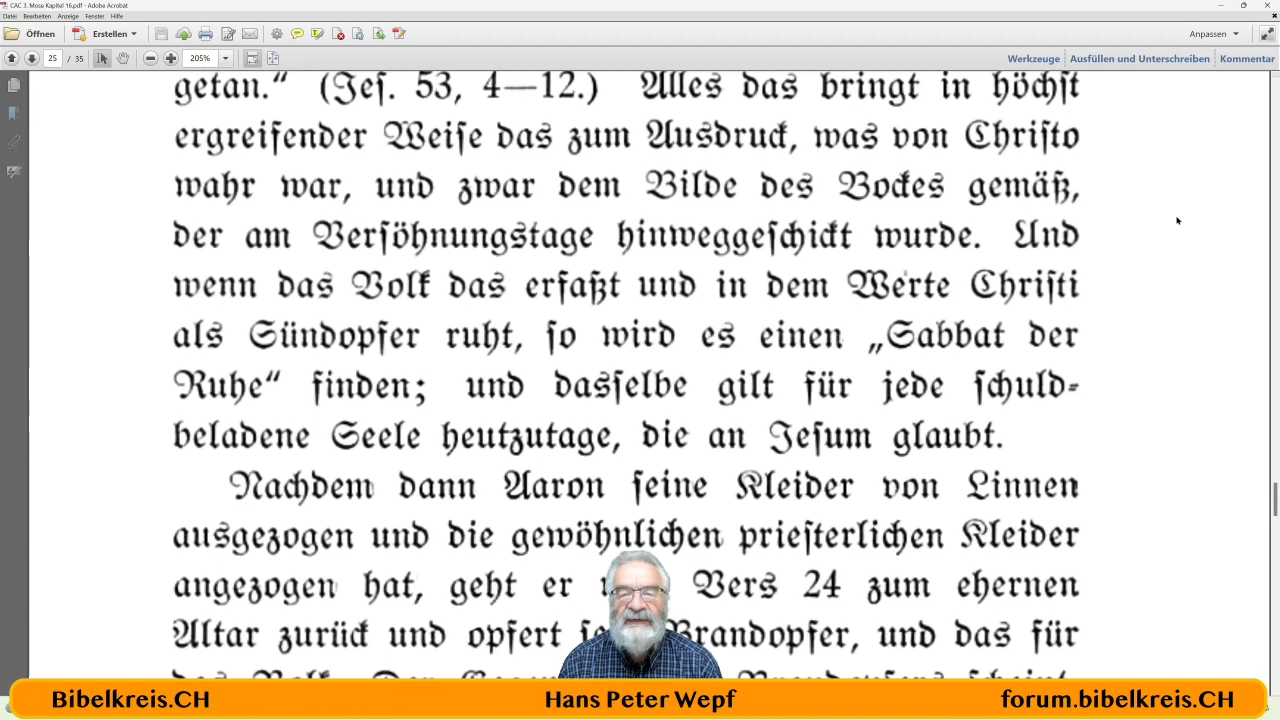 CAC 3. Mose Kapitel 16.pdf - Adobe Acrobat
Datei Bearbeiten Anzeige Fenster Hilfe
Öffnen Erstellen Anpassen
25 / 35 205% Werkzeuge Ausfüllen und Unterschreiben Kommentar
getan.“ (Jeſ. 53, 4—12.) Alles das bringt in höchſt
ergreifender Weiſe das zum Ausdruck, was von Chriſto
wahr war, und zwar dem Bilde des Bockes gemäß,
der am Verſöhnungstage hinweggeſchickt wurde. Und
wenn das Volk das erfaßt und in dem Werte Chriſti
als Sündopfer ruht, ſo wird es einen „Sabbat der
Ruhe“ finden; und dasſelbe gilt für jede ſchuld-
beladene Seele heutzutage, die an Jeſum glaubt.
Nachdem dann Aaron ſeine Kleider von Linnen
ausgezogen und die gewöhnlichen prieſterlichen Kleider
angezogen hat, geht er Vers 24 zum ehernen
Altar zurück und opfert Brandopfer, und das für
Bibelkreis.CH Hans Peter Wepf forum.bibelkreis.CH